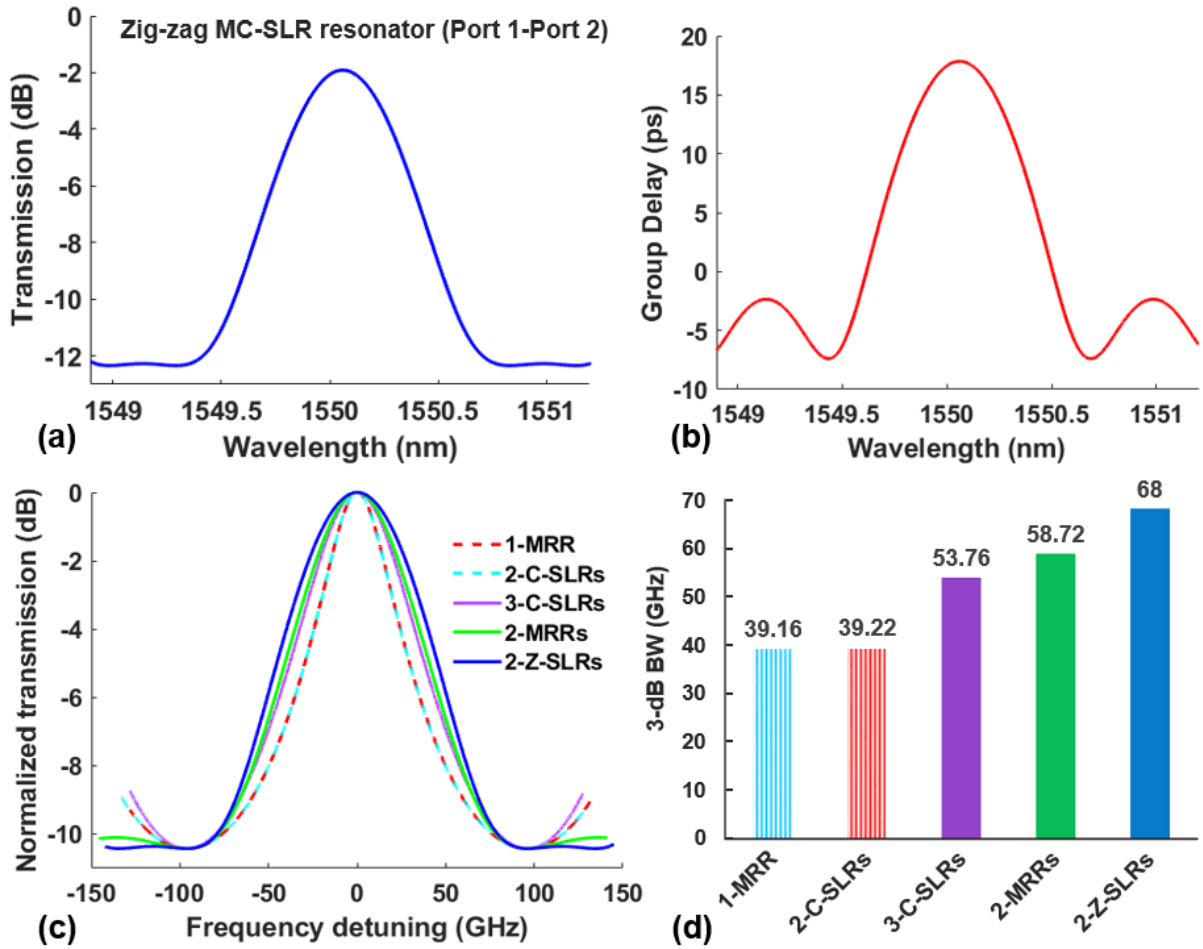 Zig-zag MC-SLR resonator (Port 1-Port 2)
Transmission (dB)
0
-2
-4
-6
-8
-10
-12
1549 1549.5 1550 1550.5 1551
Wavelength (nm)
(a)
Group Delay (ps)
20
15
10
5
0
-5
-10
1549 1549.5 1550 1550.5 1551
Wavelength (nm)
(b)
Normalized transmission (dB)
0
-2
-4
-6
-8
-10
1-MRR
2-C-SLRs
3-C-SLRs
2-MRRs
2-Z-SLRs
-150 -100 -50 0 50 100 150
Frequency detuning (GHz)
(c)
3-dB BW (GHz)
70
60
50
40
30
20
10
0
39.16
39.22
53.76
58.72
68
1-MRR
2-C-SLRs
3-C-SLRs
2-MRRs
2-Z-SLRs
(d)